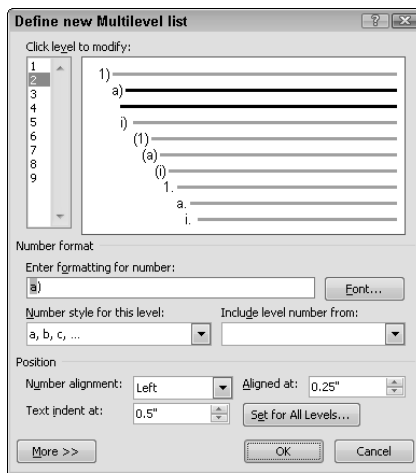 Define new Multilevel list
Click level to modify:
1
2
3
4
5
6
7
8
9
1)
a)
i)
(1)
(a)
(i)
1.
a.
i.
Number format
Enter formatting for number:
a)
Font...
Number style for this level:
Include level number from:
a, b, c, ...
Position
Number alignment: Left
Aligned at: 0.25"
Text indent at: 0.5"
Set for All Levels...
More >>
OK
Cancel